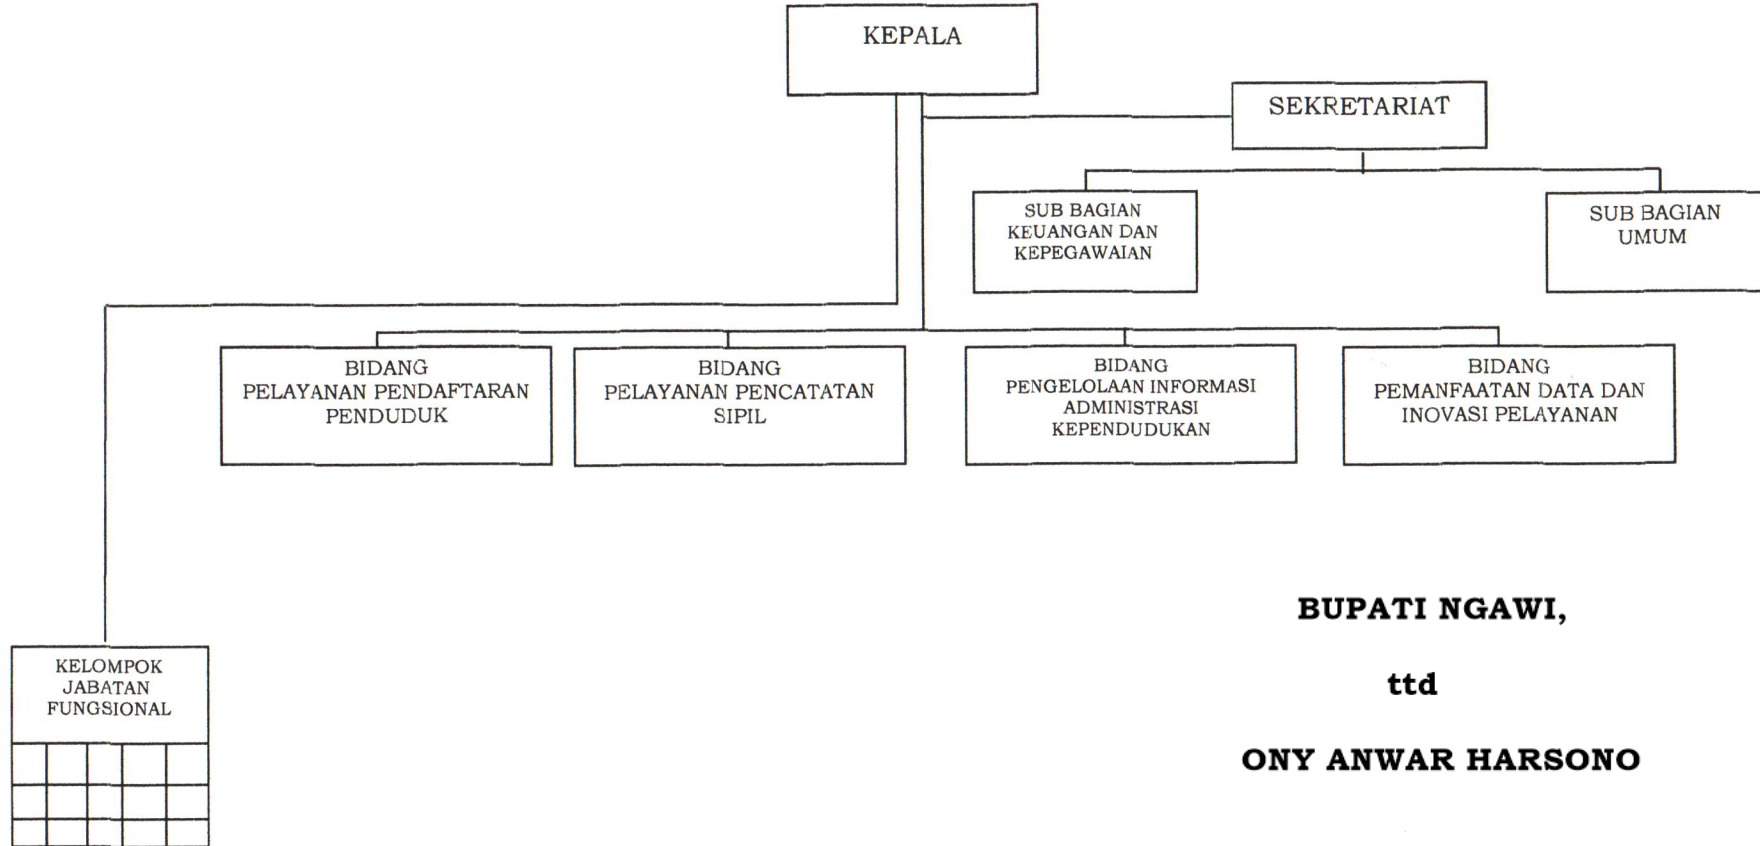 KEPALA
SEKRETARIAT
SUB BAGIAN
KEUANGAN DAN
KEPEGAWAIAN
SUB BAGIAN
UMUM
BIDANG
PELAYANAN PENDAFTARAN
PENDUDUK
BIDANG
PELAYANAN PENCATATAN
SIPIL
BIDANG
PENGELOLAAN INFORMASI
ADMINISTRASI
KEPENDUDUKAN
BIDANG
PEMANFAATAN DATA DAN
INOVASI PELAYANAN
KELOMPOK
JABATAN
FUNGSIONAL
BUPATI NGAWI,
ttd
ONY ANWAR HARSONO